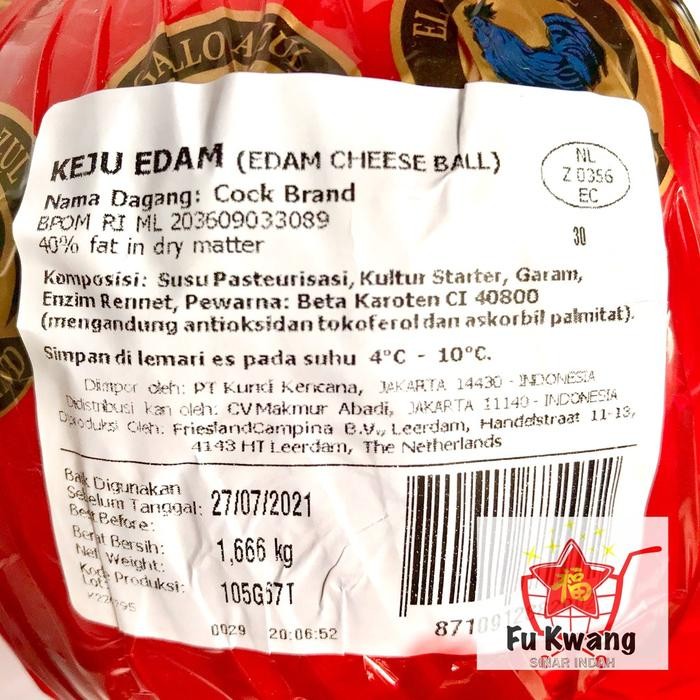 GALLO AZUL
KEJU EDAM (EDAM CHEESE BALL)
Nama Dagang: Cock Brand
BPOM RI ML 203609033089
40% fat in dry matter
NL
Z 0356
EC
30
Komposisi: Susu Pasteurisasi, Kultur Starter, Garam,
Enzim Rennet, Pewarna: Beta Karoten CI 40800
(mengandung antioksidan tokoferol dan askorbil palmitat).
Simpan di lemari es pada suhu 4°C - 10°C.
Diimpor oleh: PT Kundi Kencana, JAKARTA 14430 - INDONESIA
Didistribusi kan oleh: CV Makmur Abadi, JAKARTA 11140 - INDONESIA
Diproduksi Oleh: FrieslandCampina B.V., Leerdam, Handelstraat 11-13,
4143 HT Leerdam, The Netherlands
Baik Digunakan
Sebelum Tanggal: 27/07/2021
Best Before:
Berat Bersih: 1,666 kg
Net Weight:
Kode Produksi: 105G67T
Lot:
0029 20:06:52
福
Fu Kwang
SINAR INDAH